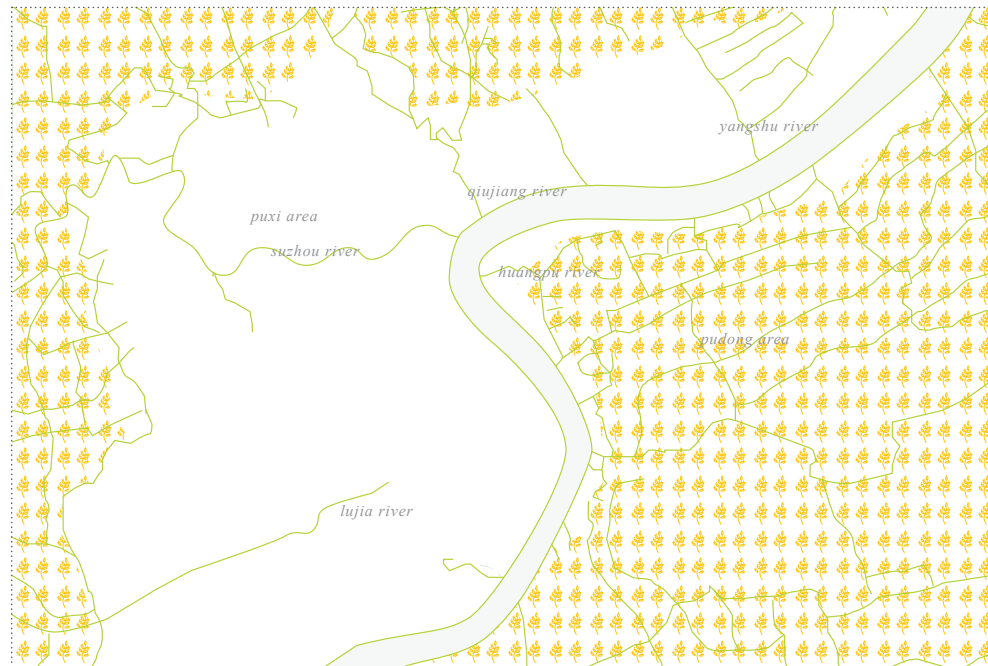 yangshu river
qiujiang river
puxi area
suzhou river
huangpu river
pudong area
lujia river